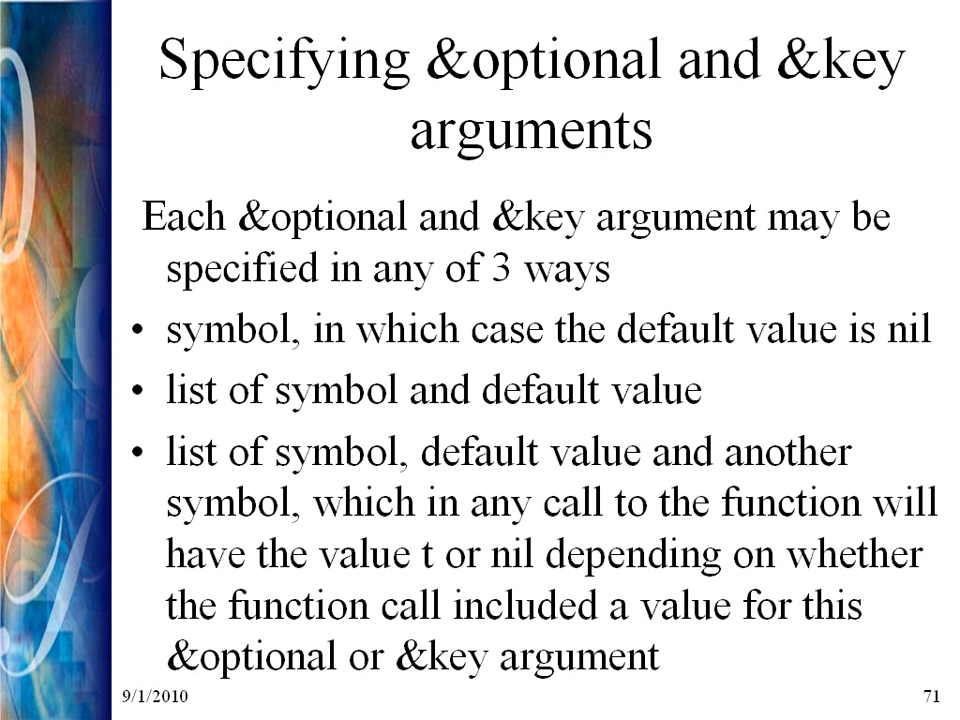 Specifying &optional and &key
arguments
Each &optional and &key argument may be
specified in any of 3 ways
• symbol, in which case the default value is nil
• list of symbol and default value
• list of symbol, default value and another
symbol, which in any call to the function will
have the value t or nil depending on whether
the function call included a value for this
&optional or &key argument
9/1/2010 71